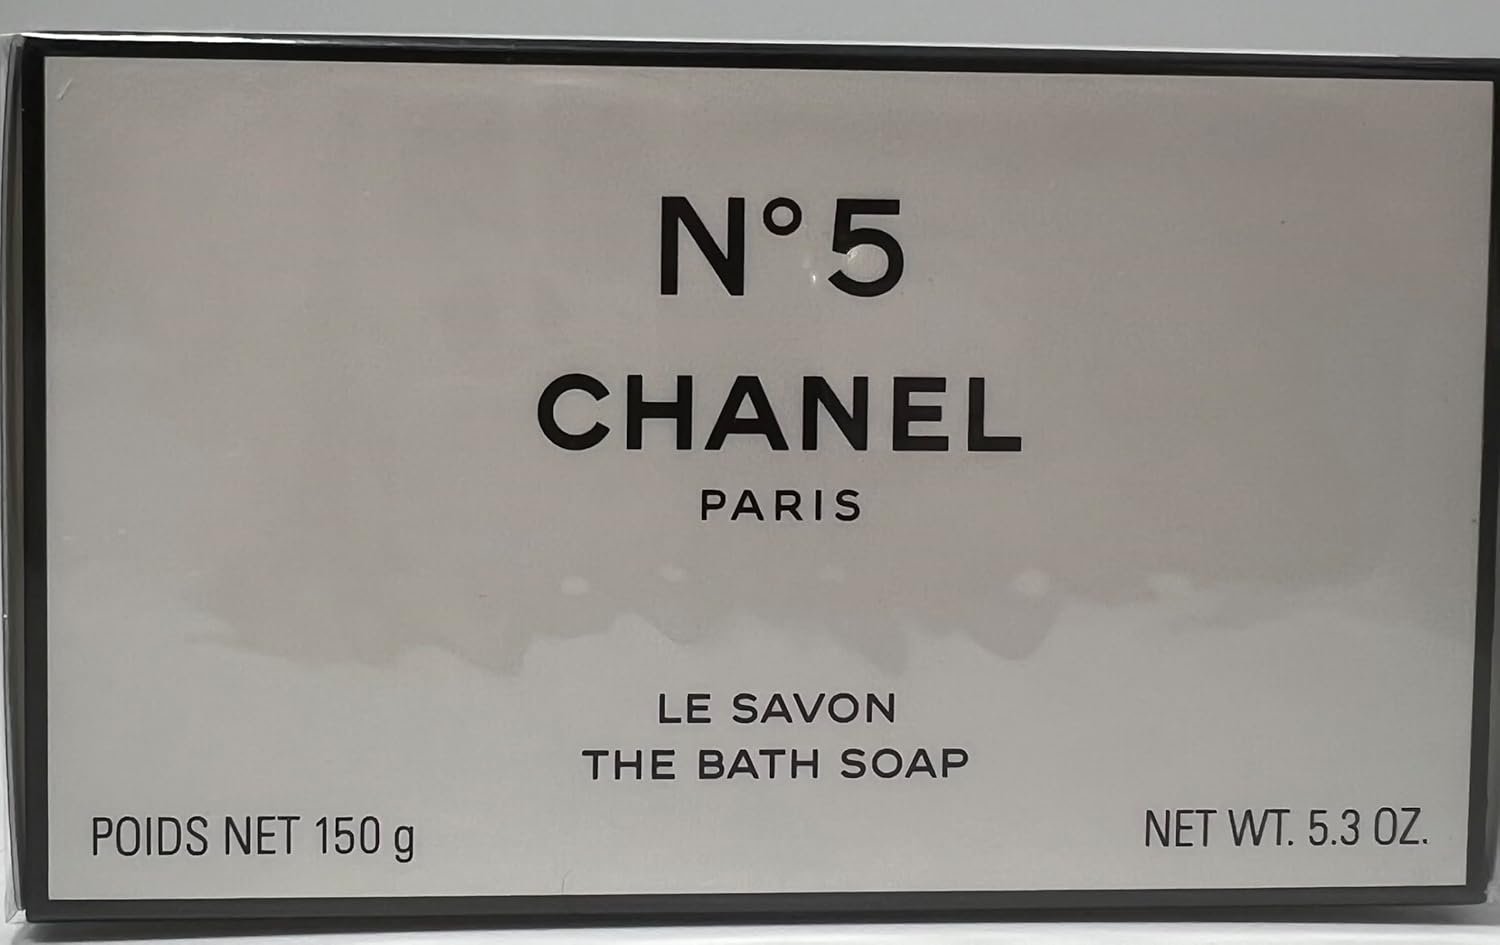 N°5
CHANEL
PARIS
LE SAVON
THE BATH SOAP
POIDS NET 150 g
NET WT. 5.3 OZ.